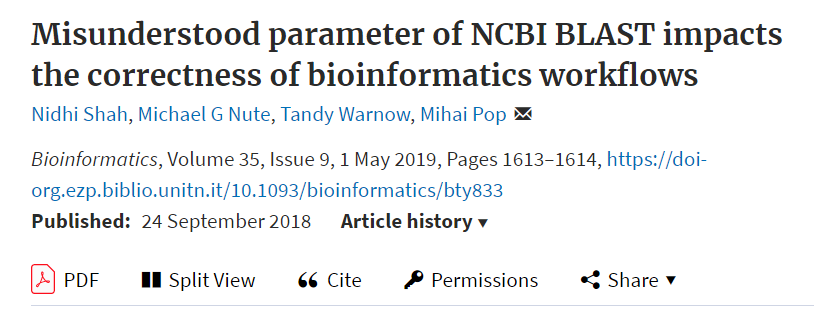 Misunderstood parameter of NCBI BLAST impacts
the correctness of bioinformatics workflows
Nidhi Shah, Michael G Nute, Tandy Warnow, Mihai Pop
Bioinformatics, Volume 35, Issue 9, 1 May 2019, Pages 1613–1614, https://doi-
org.ezp.biblio.unitn.it/10.1093/bioinformatics/bty833
Published: 24 September 2018 Article history ▼
PDF Split View Cite Permissions Share ▼